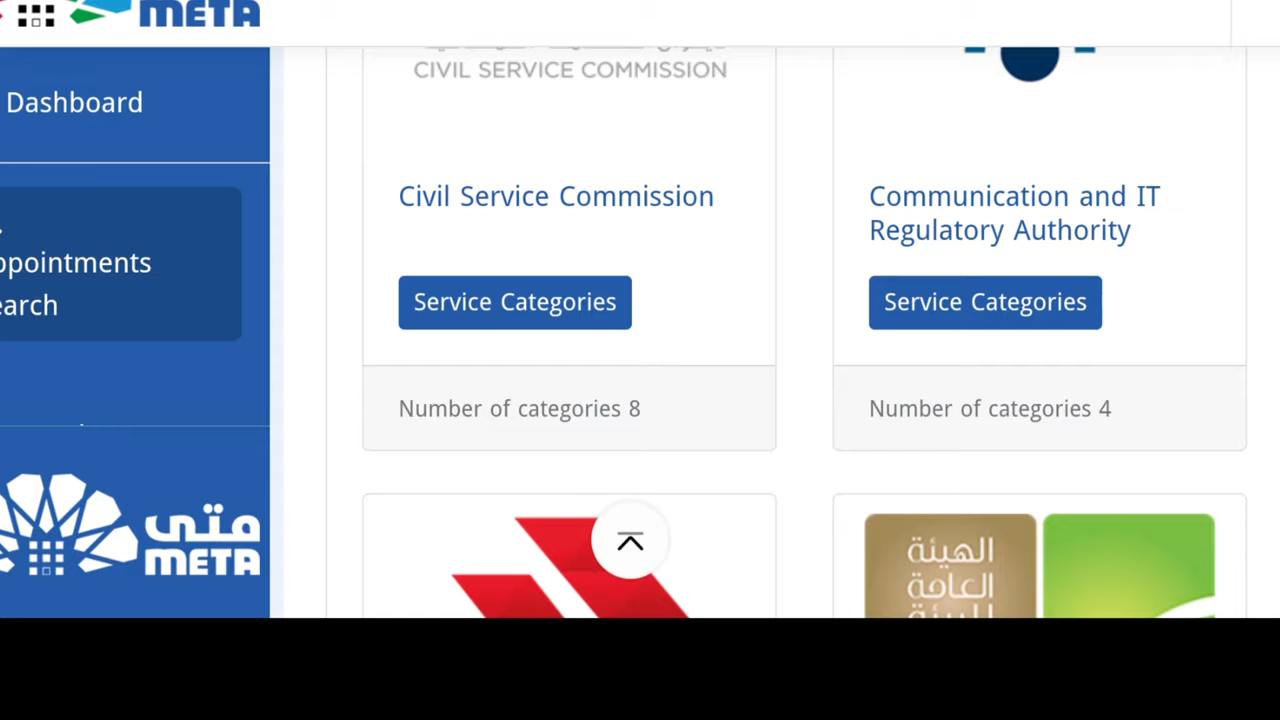 META
CIVIL SERVICE COMMISSION
Dashboard
Civil Service Commission
Communication and IT
Regulatory Authority
ppointments
earch
Service Categories
Service Categories
Number of categories 8
Number of categories 4
متى
META
الهيئة
العامة
للبيئة